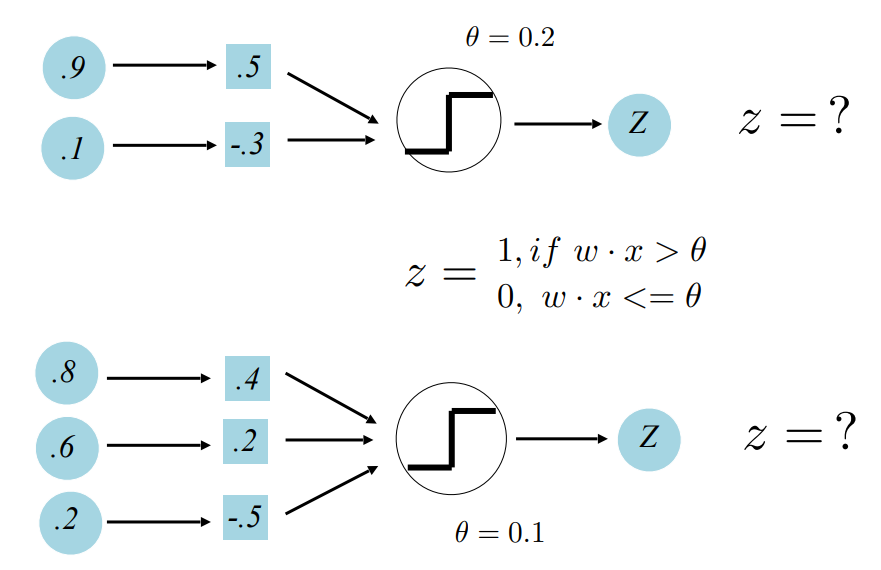 θ = 0.2
.9
.5
z = ?
.1
-.3
Z
z = 1, if w · x > θ
0, w · x <= θ
.8
.4
.6
.2
Z
z = ?
.2
-.5
θ = 0.1